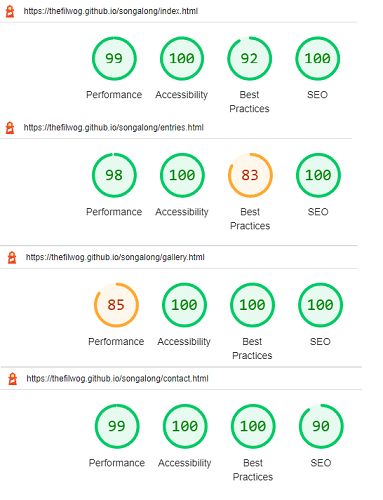 https://thefilwog.github.io/songalong/index.html
99 100 92 100
Performance Accessibility Best Practices SEO
https://thefilwog.github.io/songalong/entries.html
98 100 83 100
Performance Accessibility Best Practices SEO
https://thefilwog.github.io/songalong/gallery.html
85 100 100 100
Performance Accessibility Best Practices SEO
https://thefilwog.github.io/songalong/contact.html
99 100 100 90
Performance Accessibility Best Practices SEO